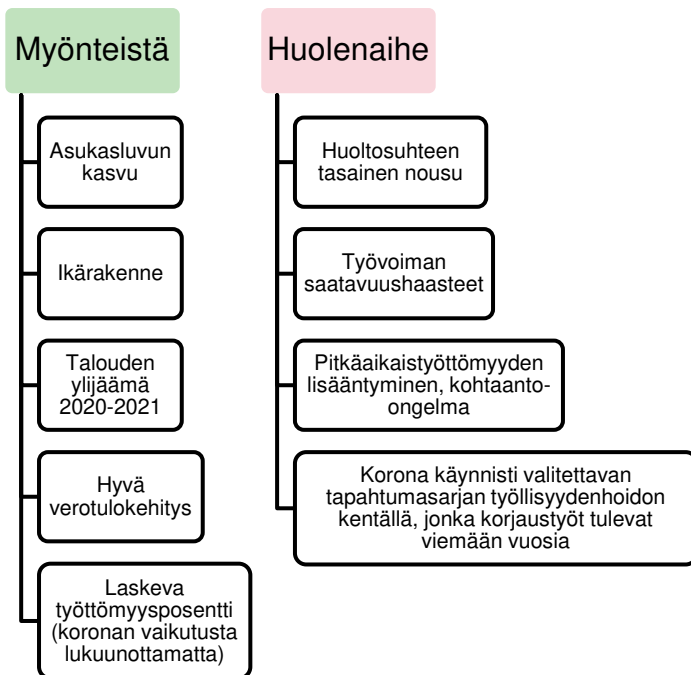 Myönteistä
Asukasluvun
kasvu
Ikärakenne
Talouden
ylijäämä
2020-2021
Hyvä
verotulokehitys
Laskeva
työttömyysposentti
(koronan vaikutusta
lukuunottamatta)
Huolenaihe
Huoltosuhteen
tasainen nousu
Työvoiman
saatavuushaasteet
Pitkäaikaistyöttömyyden
lisääntyminen, kohtaanto-
ongelma
Korona käynnisti valitettavan
tapahtumasarjan työllisyydenhoidon
kentällä, jonka korjaustyöt tulevat
viemään vuosia